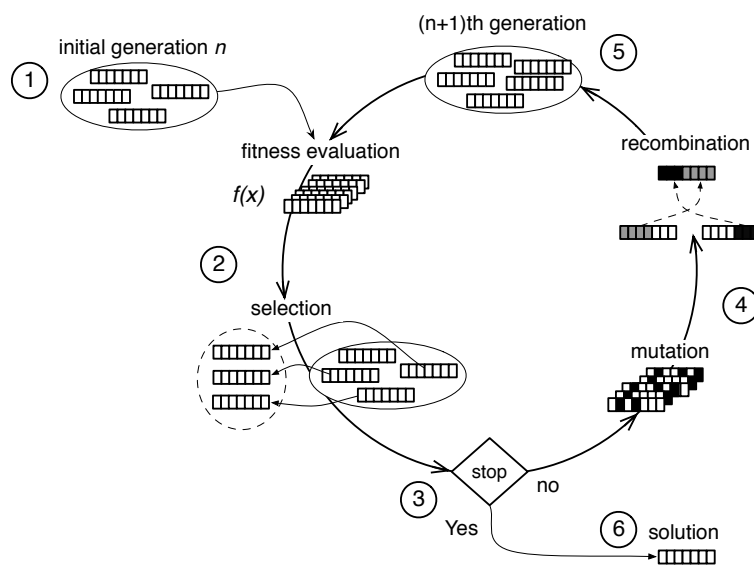 initial generation n
1
(n+1)th generation
5
fitness evaluation
f(x)
recombination
2
selection
4
mutation
stop
3
no
Yes
6
solution